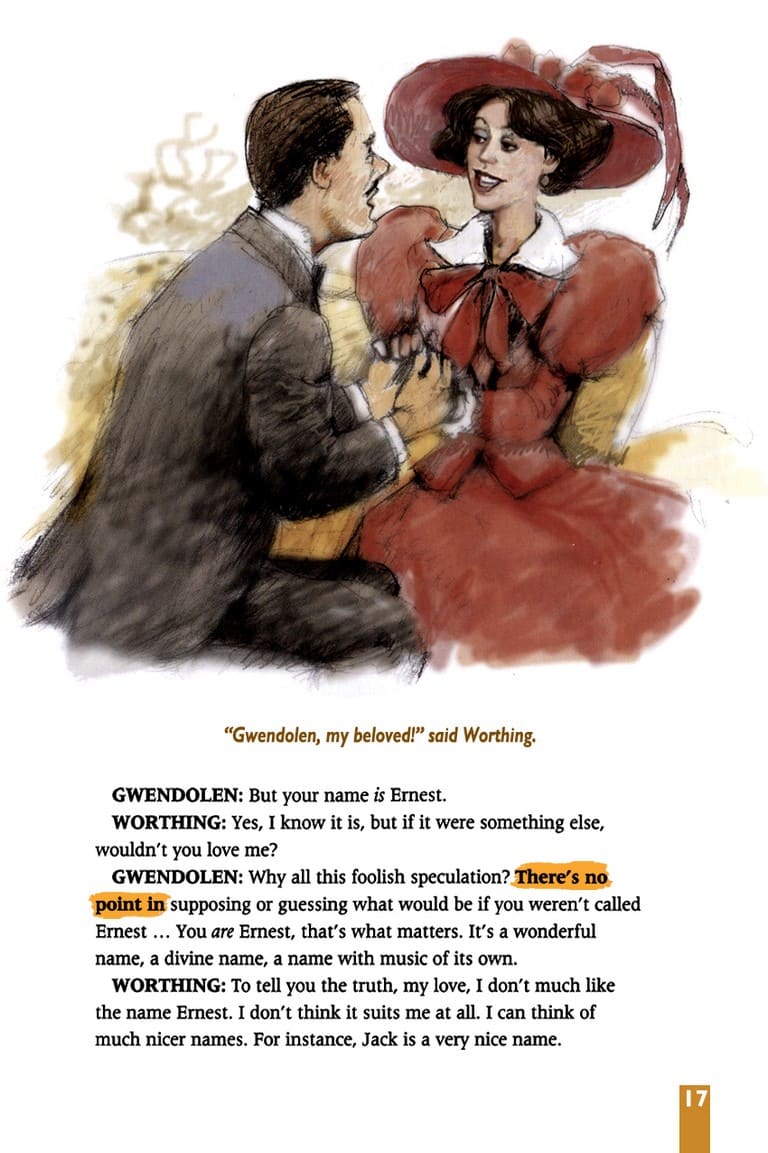 “Gwendolen, my beloved!” said Worthing.
GWENDOLEN: But your name is Ernest.
WORTHING: Yes, I know it is, but if it were something else,
wouldn’t you love me?
GWENDOLEN: Why all this foolish speculation? There’s no
point in supposing or guessing what would be if you weren’t called
Ernest … You are Ernest, that’s what matters. It’s a wonderful
name, a divine name, a name with music of its own.
WORTHING: To tell you the truth, my love, I don’t much like
the name Ernest. I don’t think it suits me at all. I can think of
much nicer names. For instance, Jack is a very nice name.
17